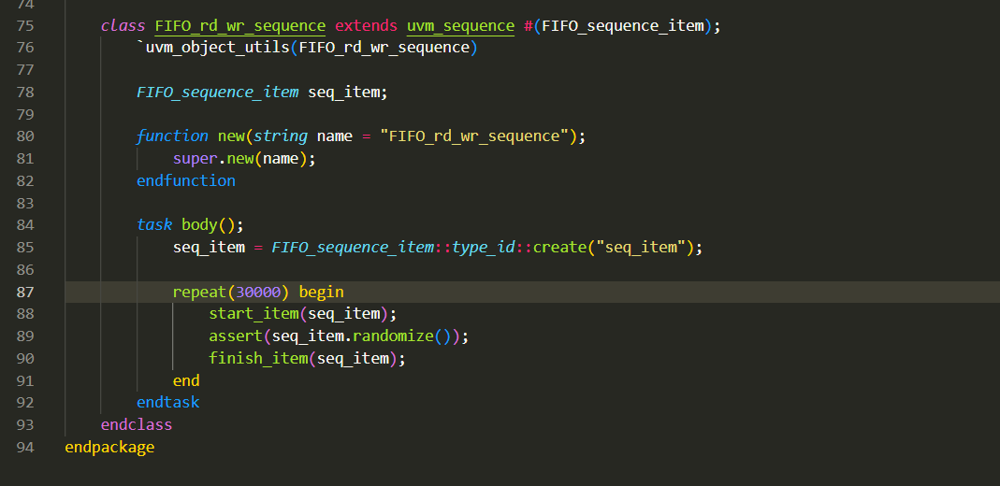 74
75 class FIFO_rd_wr_sequence extends uvm_sequence #(FIFO_sequence_item);
76 `uvm_object_utils(FIFO_rd_wr_sequence)
77
78 FIFO_sequence_item seq_item;
79
80 function new(string name = "FIFO_rd_wr_sequence");
81 super.new(name);
82 endfunction
83
84 task body();
85 seq_item = FIFO_sequence_item::type_id::create("seq_item");
86
87 repeat(30000) begin
88 start_item(seq_item);
89 assert(seq_item.randomize());
90 finish_item(seq_item);
91 end
92 endtask
93 endclass
94 endpackage